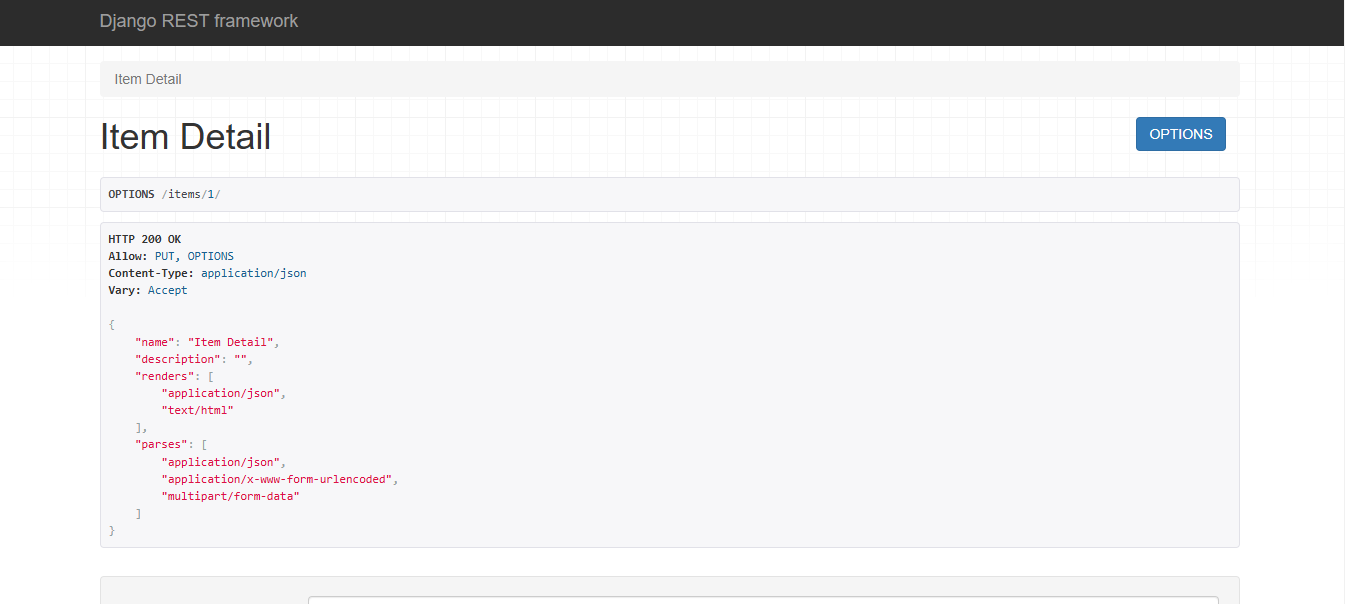 Django REST framework
Item Detail
Item Detail
OPTIONS
OPTIONS /items/1/
HTTP 200 OK
Allow: PUT, OPTIONS
Content-Type: application/json
Vary: Accept
{
    "name": "Item Detail",
    "description": "",
    "renders": [
        "application/json",
        "text/html"
    ],
    "parses": [
        "application/json",
        "application/x-www-form-urlencoded",
        "multipart/form-data"
    ]
}